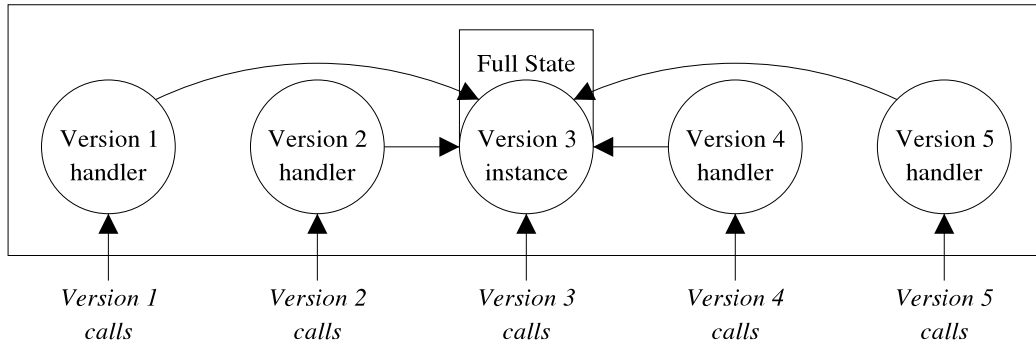 Full State
Version 1
handler
Version 2
handler
Version 3
instance
Version 4
handler
Version 5
handler
Version 1
calls
Version 2
calls
Version 3
calls
Version 4
calls
Version 5
calls